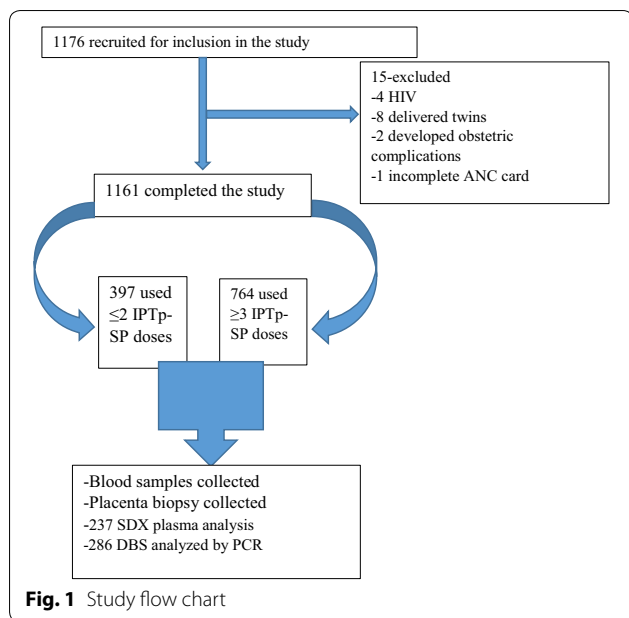 1176 recruited for inclusion in the study
15-excluded
-4 HIV
-8 delivered twins
-2 developed obstetric
complications
-1 incomplete ANC card
1161 completed the study
397 used
≤2 IPTp-
SP doses
764 used
≥3 IPTp-
SP doses
-Blood samples collected
-Placenta biopsy collected
-237 SDX plasma analysis
-286 DBS analyzed by PCR
Fig. 1 Study flow chart